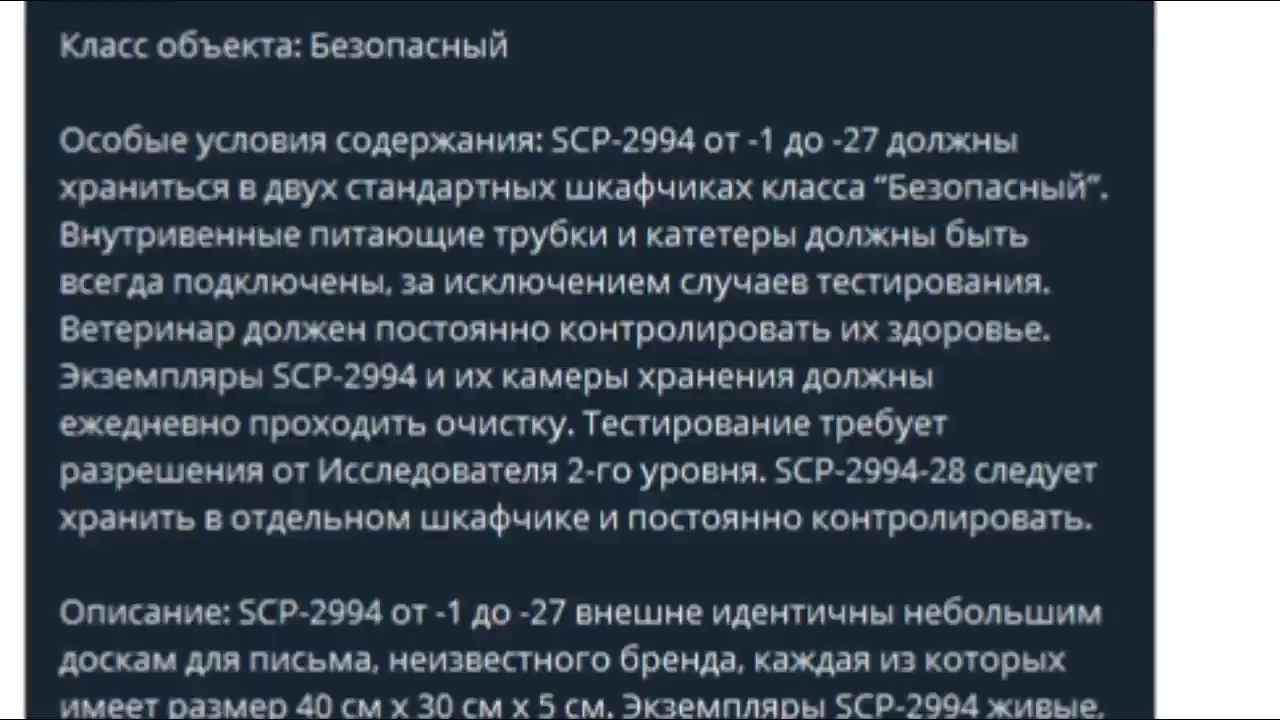 Класс объекта: Безопасный
Особые условия содержания: SCP-2994 от -1 до -27 должны
храниться в двух стандартных шкафчиках класса “Безопасный”.
Внутривенные питающие трубки и катетеры должны быть
всегда подключены, за исключением случаев тестирования.
Ветеринар должен постоянно контролировать их здоровье.
Экземпляры SCP-2994 и их камеры хранения должны
ежедневно проходить очистку. Тестирование требует
разрешения от Исследователя 2-го уровня. SCP-2994-28 следует
хранить в отдельном шкафчике и постоянно контролировать.
Описание: SCP-2994 от -1 до -27 внешне идентичны небольшим
доскам для письма, неизвестного бренда, каждая из которых
имеет размер 40 см x 30 см x 5 см. Экземпляры SCP-2994 живые,